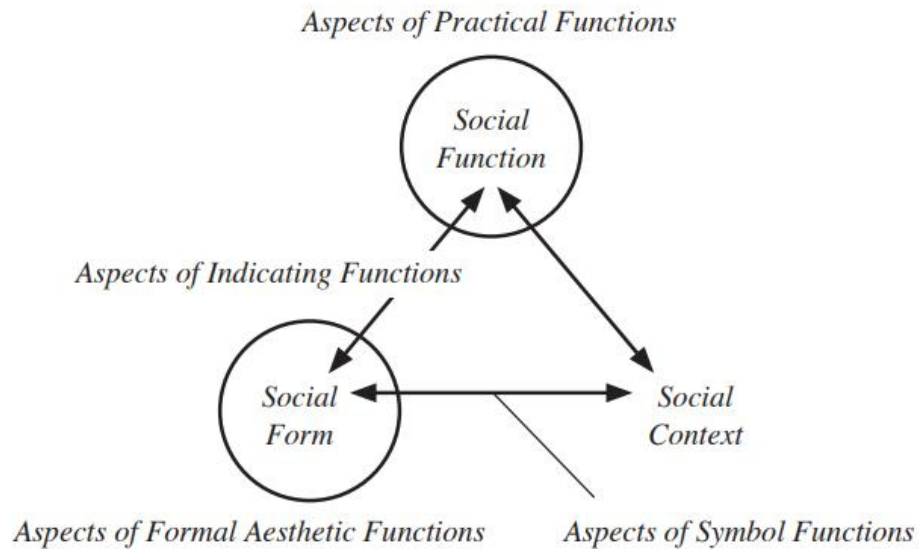 Aspects of Practical Functions
Social
Function
Aspects of Indicating Functions
Social
Form
Social
Context
Aspects of Formal Aesthetic Functions
Aspects of Symbol Functions